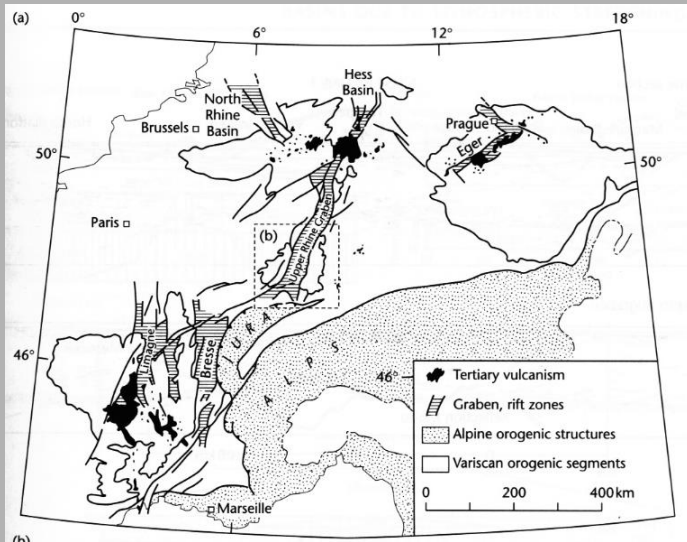 (a)
0°
6°
12°
18°
Hess
Basin
North
Rhine
Basin
Brussels
Prague
Eger
50°
50°
Paris
(b)
Upper Rhine Graben
JURA
ALPS
Limagne
Bresse
46°
46°
Marseille
Tertiary vulcanism
Graben, rift zones
Alpine orogenic structures
Variscan orogenic segments
0 200 400 km
(b)